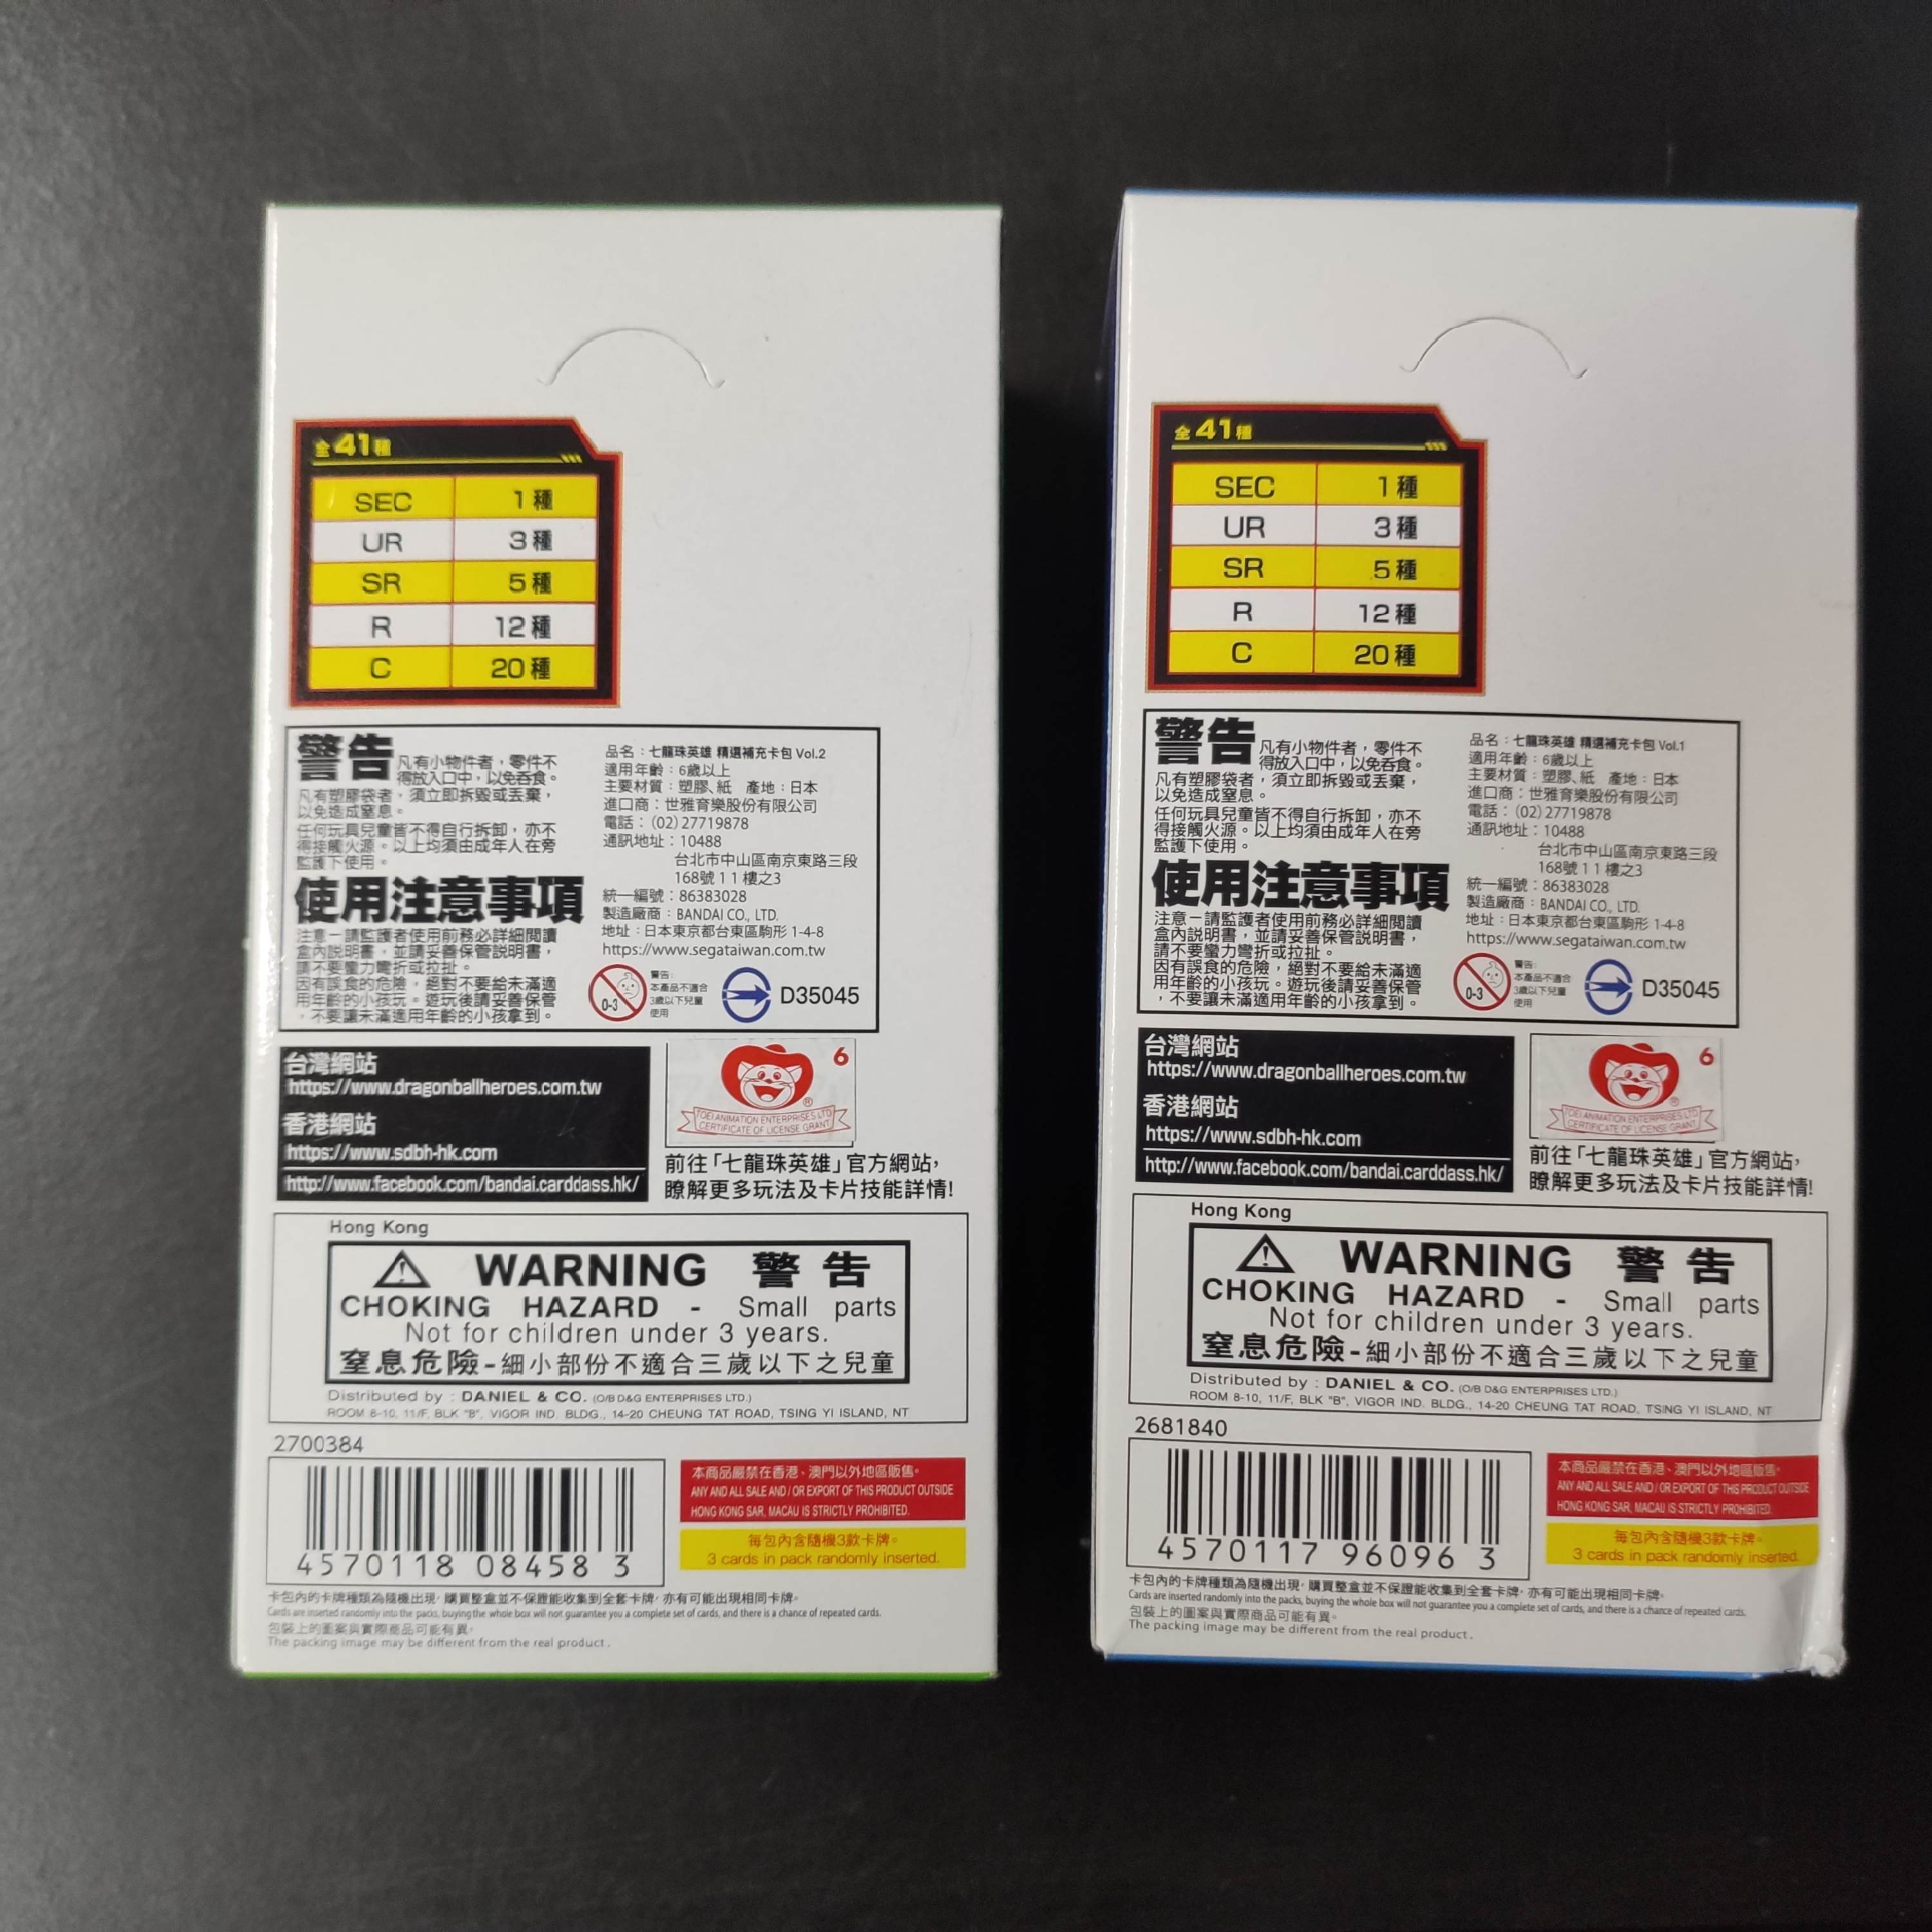 全41種
SEC 1種
UR 3種
SR 5種
R 12種
C 20種
警告 凡有小物件者，零件不
得放入口中，以免吞食。
凡有塑膠袋者，須立即拆毀或丟棄，
以免造成窒息。
任何玩具兒童皆不得自行拆卸，亦不
得接觸火源。以上均須由成年人在旁
監護下使用。
使用注意事項
注意－請監護者使用前務必詳細閱讀
盒內說明書，並請妥善保管說明書，
請不要蠻力彎折或拉扯。
因有誤食的危險，絕對不要給未滿適
用年齡的小孩玩。遊玩後請妥善保管
，不要讓未滿適用年齡的小孩拿到。
品名：七龍珠英雄 精選補充卡包 Vol.2
適用年齡：6歲以上
主要材質：塑膠、紙 產地：日本
進口商：世雅育樂股份有限公司
電話：(02)27719878
通訊地址：10488
台北市中山區南京東路三段
168號11樓之3
統一編號：86383028
製造廠商：BANDAI CO., LTD.
地址：日本東京都台東區駒形 1-4-8
https://www.segataiwan.com.tw
0-3
警告:
本產品不適合
3歲以下兒童
使用
D35045
台灣網站
https://www.dragonballheroes.com.tw
香港網站
https://www.sdbh-hk.com
http://www.facebook.com/bandai.carddass.hk/
6
®
TOEI ANIMATION ENTERPRISES LTD
CERTIFICATE OF LICENSE GRANT
前往「七龍珠英雄」官方網站，
瞭解更多玩法及卡片技能詳情!
Hong Kong
WARNING 警告
CHOKING HAZARD - Small parts
Not for children under 3 years.
窒息危險-細小部份不適合三歲以下之兒童
Distributed by : DANIEL & CO. (O/B D&G ENTERPRISES LTD.)
ROOM 8-10, 11/F, BLK "B", VIGOR IND. BLDG., 14-20 CHEUNG TAT ROAD, TSING YI ISLAND, NT
2700384
4570118 08458 3
本商品嚴禁在香港、澳門以外地區販售。
ANY AND ALL SALE AND / OR EXPORT OF THIS PRODUCT OUTSIDE
HONG KONG SAR, MACAU IS STRICTLY PROHIBITED.
每包內含隨機3款卡牌。
3 cards in pack randomly inserted.
卡包內的卡牌種類為隨機出現，購買整盒並不保證能收集到全套卡牌，亦有可能出現相同卡牌。
Cards are inserted randomly into the packs, buying the whole box will not guarantee you a complete set of cards, and there is a chance of repeated cards.
包裝上的圖案與實際商品可能有異。
The packing image may be different from the real product.
全41種
SEC 1種
UR 3種
SR 5種
R 12種
C 20種
警告 凡有小物件者，零件不
得放入口中，以免吞食。
凡有塑膠袋者，須立即拆毀或丟棄，
以免造成窒息。
任何玩具兒童皆不得自行拆卸，亦不
得接觸火源。以上均須由成年人在旁
監護下使用。
使用注意事項
注意－請監護者使用前務必詳細閱讀
盒內說明書，並請妥善保管說明書，
請不要蠻力彎折或拉扯。
因有誤食的危險，絕對不要給未滿適
用年齡的小孩玩。遊玩後請妥善保管
，不要讓未滿適用年齡的小孩拿到。
品名：七龍珠英雄 精選補充卡包 Vol.1
適用年齡：6歲以上
主要材質：塑膠、紙 產地：日本
進口商：世雅育樂股份有限公司
電話：(02)27719878
通訊地址：10488
台北市中山區南京東路三段
168號11樓之3
統一編號：86383028
製造廠商：BANDAI CO., LTD.
地址：日本東京都台東區駒形 1-4-8
https://www.segataiwan.com.tw
0-3
警告:
本產品不適合
3歲以下兒童
使用
D35045
台灣網站
https://www.dragonballheroes.com.tw
香港網站
https://www.sdbh-hk.com
http://www.facebook.com/bandai.carddass.hk/
6
®
TOEI ANIMATION ENTERPRISES LTD
CERTIFICATE OF LICENSE GRANT
前往「七龍珠英雄」官方網站，
瞭解更多玩法及卡片技能詳情!
Hong Kong
WARNING 警告
CHOKING HAZARD - Small parts
Not for children under 3 years.
窒息危險-細小部份不適合三歲以下之兒童
Distributed by : DANIEL & CO. (O/B D&G ENTERPRISES LTD.)
ROOM 8-10, 11/F, BLK "B", VIGOR IND. BLDG., 14-20 CHEUNG TAT ROAD, TSING YI ISLAND, NT
2681840
4570117 96096 3
本商品嚴禁在香港、澳門以外地區販售。
ANY AND ALL SALE AND / OR EXPORT OF THIS PRODUCT OUTSIDE
HONG KONG SAR, MACAU IS STRICTLY PROHIBITED.
每包內含隨機3款卡牌。
3 cards in pack randomly inserted.
卡包內的卡牌種類為隨機出現，購買整盒並不保證能收集到全套卡牌，亦有可能出現相同卡牌。
Cards are inserted randomly into the packs, buying the whole box will not guarantee you a complete set of cards, and there is a chance of repeated cards.
包裝上的圖案與實際商品可能有異。
The packing image may be different from the real product.